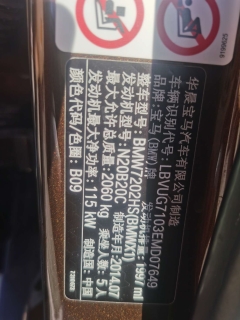 华晨宝马汽车有限公司制造
车辆识别代号：LBVUG7103EMD07649
品牌：宝马（BMW）牌
整车型号：BMW7202HS(BMWX1)
发动机型号：N20B20C
最大允许总质量：2060 kg
制造年月：2014/07
乘坐人数：5人
发动机最大净功率：115 kW
制造国：中国
颜色代码/色圈：B09